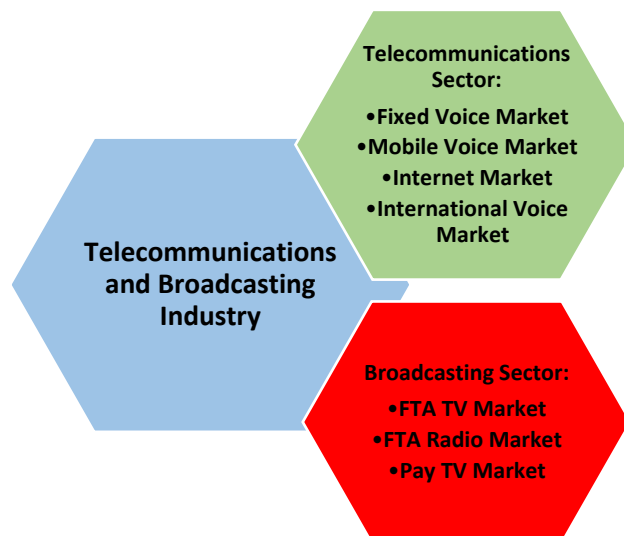 Telecommunications
Sector:
•Fixed Voice Market
•Mobile Voice Market
•Internet Market
•International Voice
Market
Telecommunications
and Broadcasting
Industry
Broadcasting Sector:
•FTA TV Market
•FTA Radio Market
•Pay TV Market